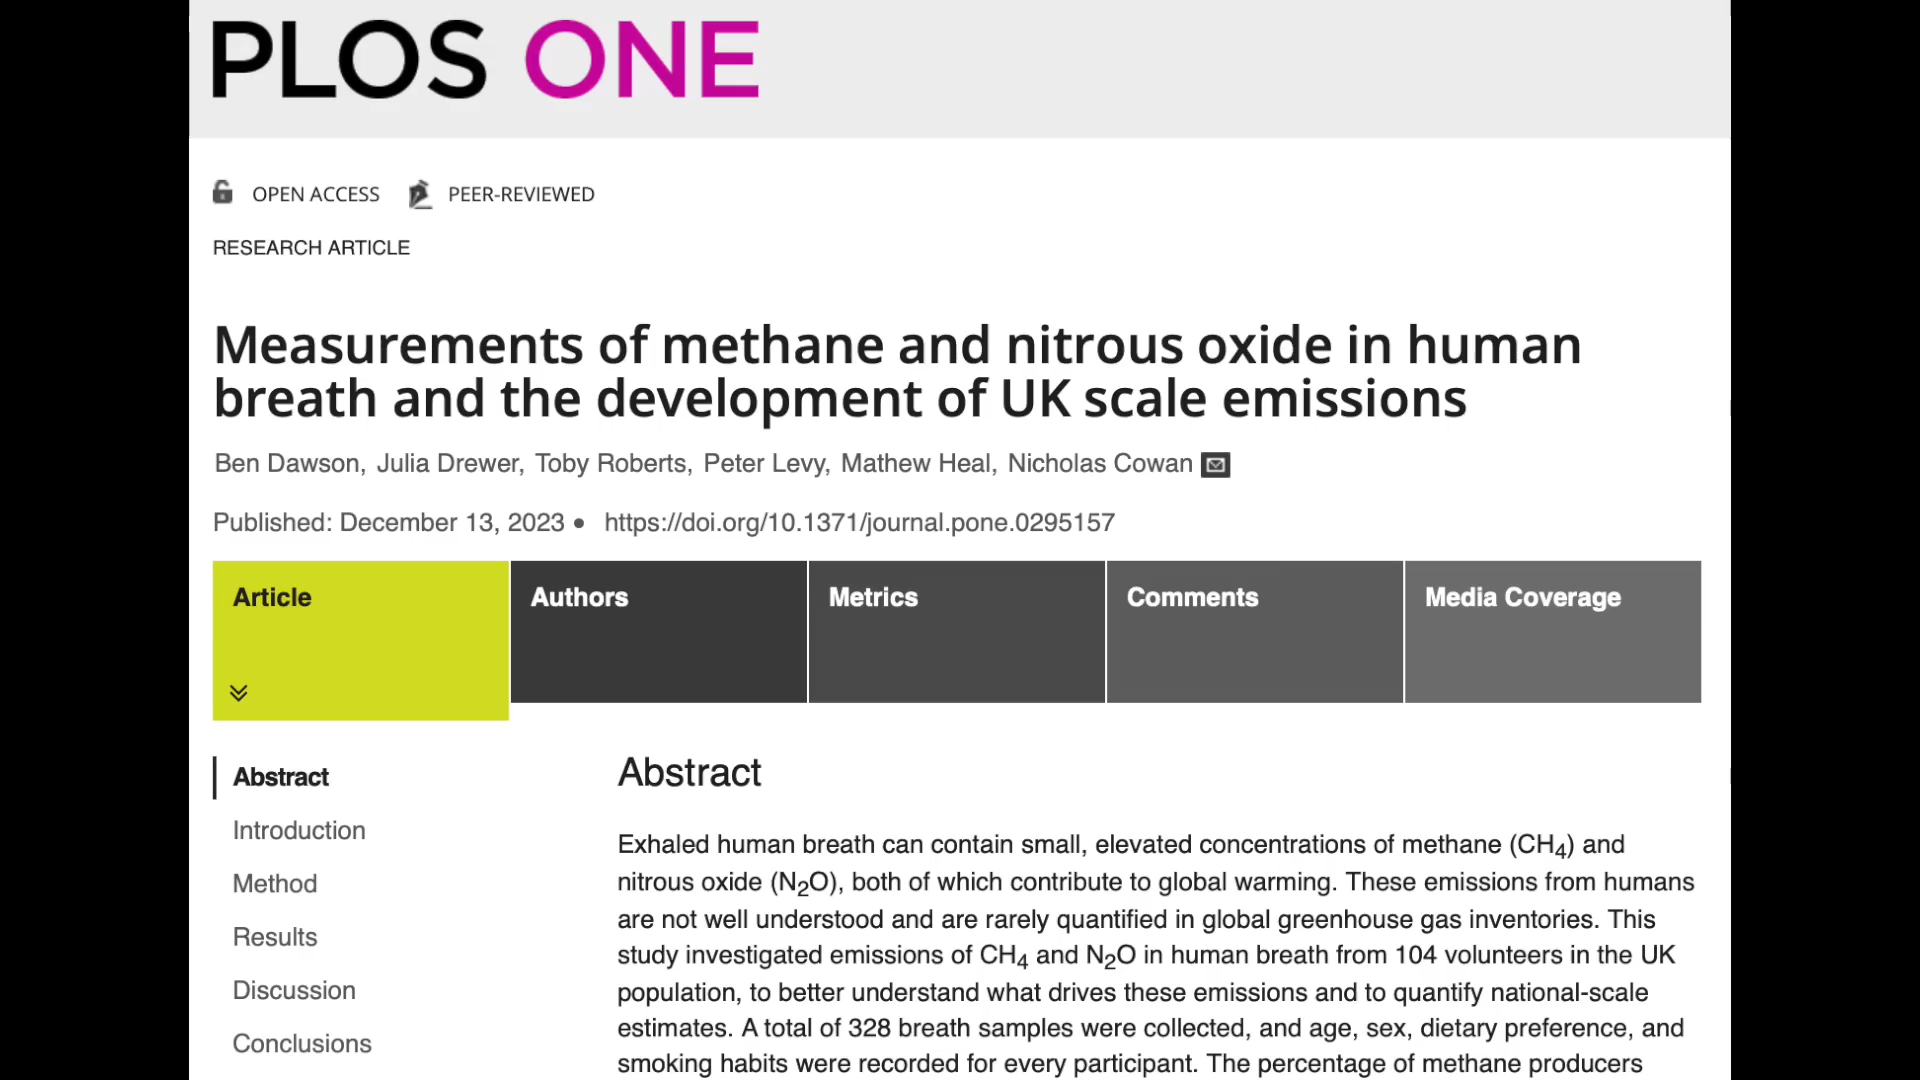 PLOS ONE
OPEN ACCESS PEER-REVIEWED
RESEARCH ARTICLE
Measurements of methane and nitrous oxide in human
breath and the development of UK scale emissions
Ben Dawson, Julia Drewer, Toby Roberts, Peter Levy, Mathew Heal, Nicholas Cowan
Published: December 13, 2023 • https://doi.org/10.1371/journal.pone.0295157
Article Authors Metrics Comments Media Coverage
Abstract
Introduction
Method
Results
Discussion
Conclusions
Abstract
Exhaled human breath can contain small, elevated concentrations of methane (CH4) and
nitrous oxide (N2O), both of which contribute to global warming. These emissions from humans
are not well understood and are rarely quantified in global greenhouse gas inventories. This
study investigated emissions of CH4 and N2O in human breath from 104 volunteers in the UK
population, to better understand what drives these emissions and to quantify national-scale
estimates. A total of 328 breath samples were collected, and age, sex, dietary preference, and
smoking habits were recorded for every participant. The percentage of methane producers